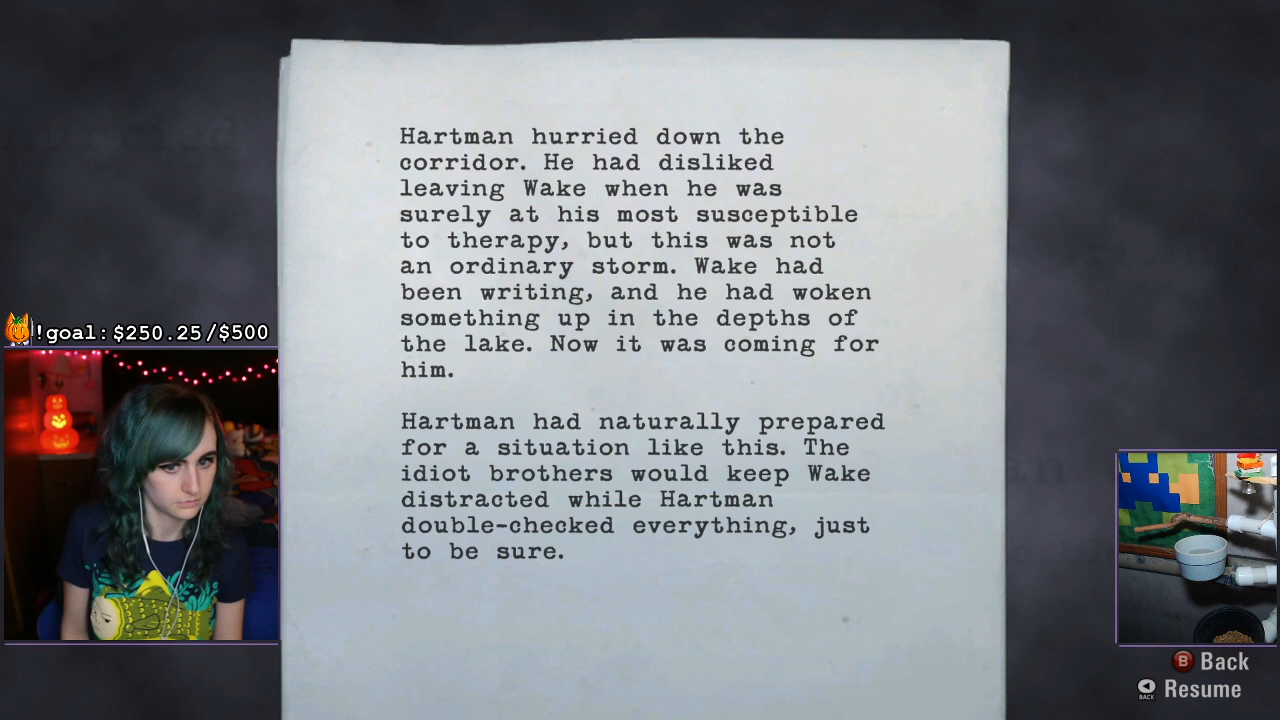 Hartman hurried down the
corridor. He had disliked
leaving Wake when he was
surely at his most susceptible
to therapy, but this was not
an ordinary storm. Wake had
been writing, and he had woken
something up in the depths of
the lake. Now it was coming for
him.
Hartman had naturally prepared
for a situation like this. The
idiot brothers would keep Wake
distracted while Hartman
double-checked everything, just
to be sure.
!goal: $250.25/$500
B Back
BACK Resume